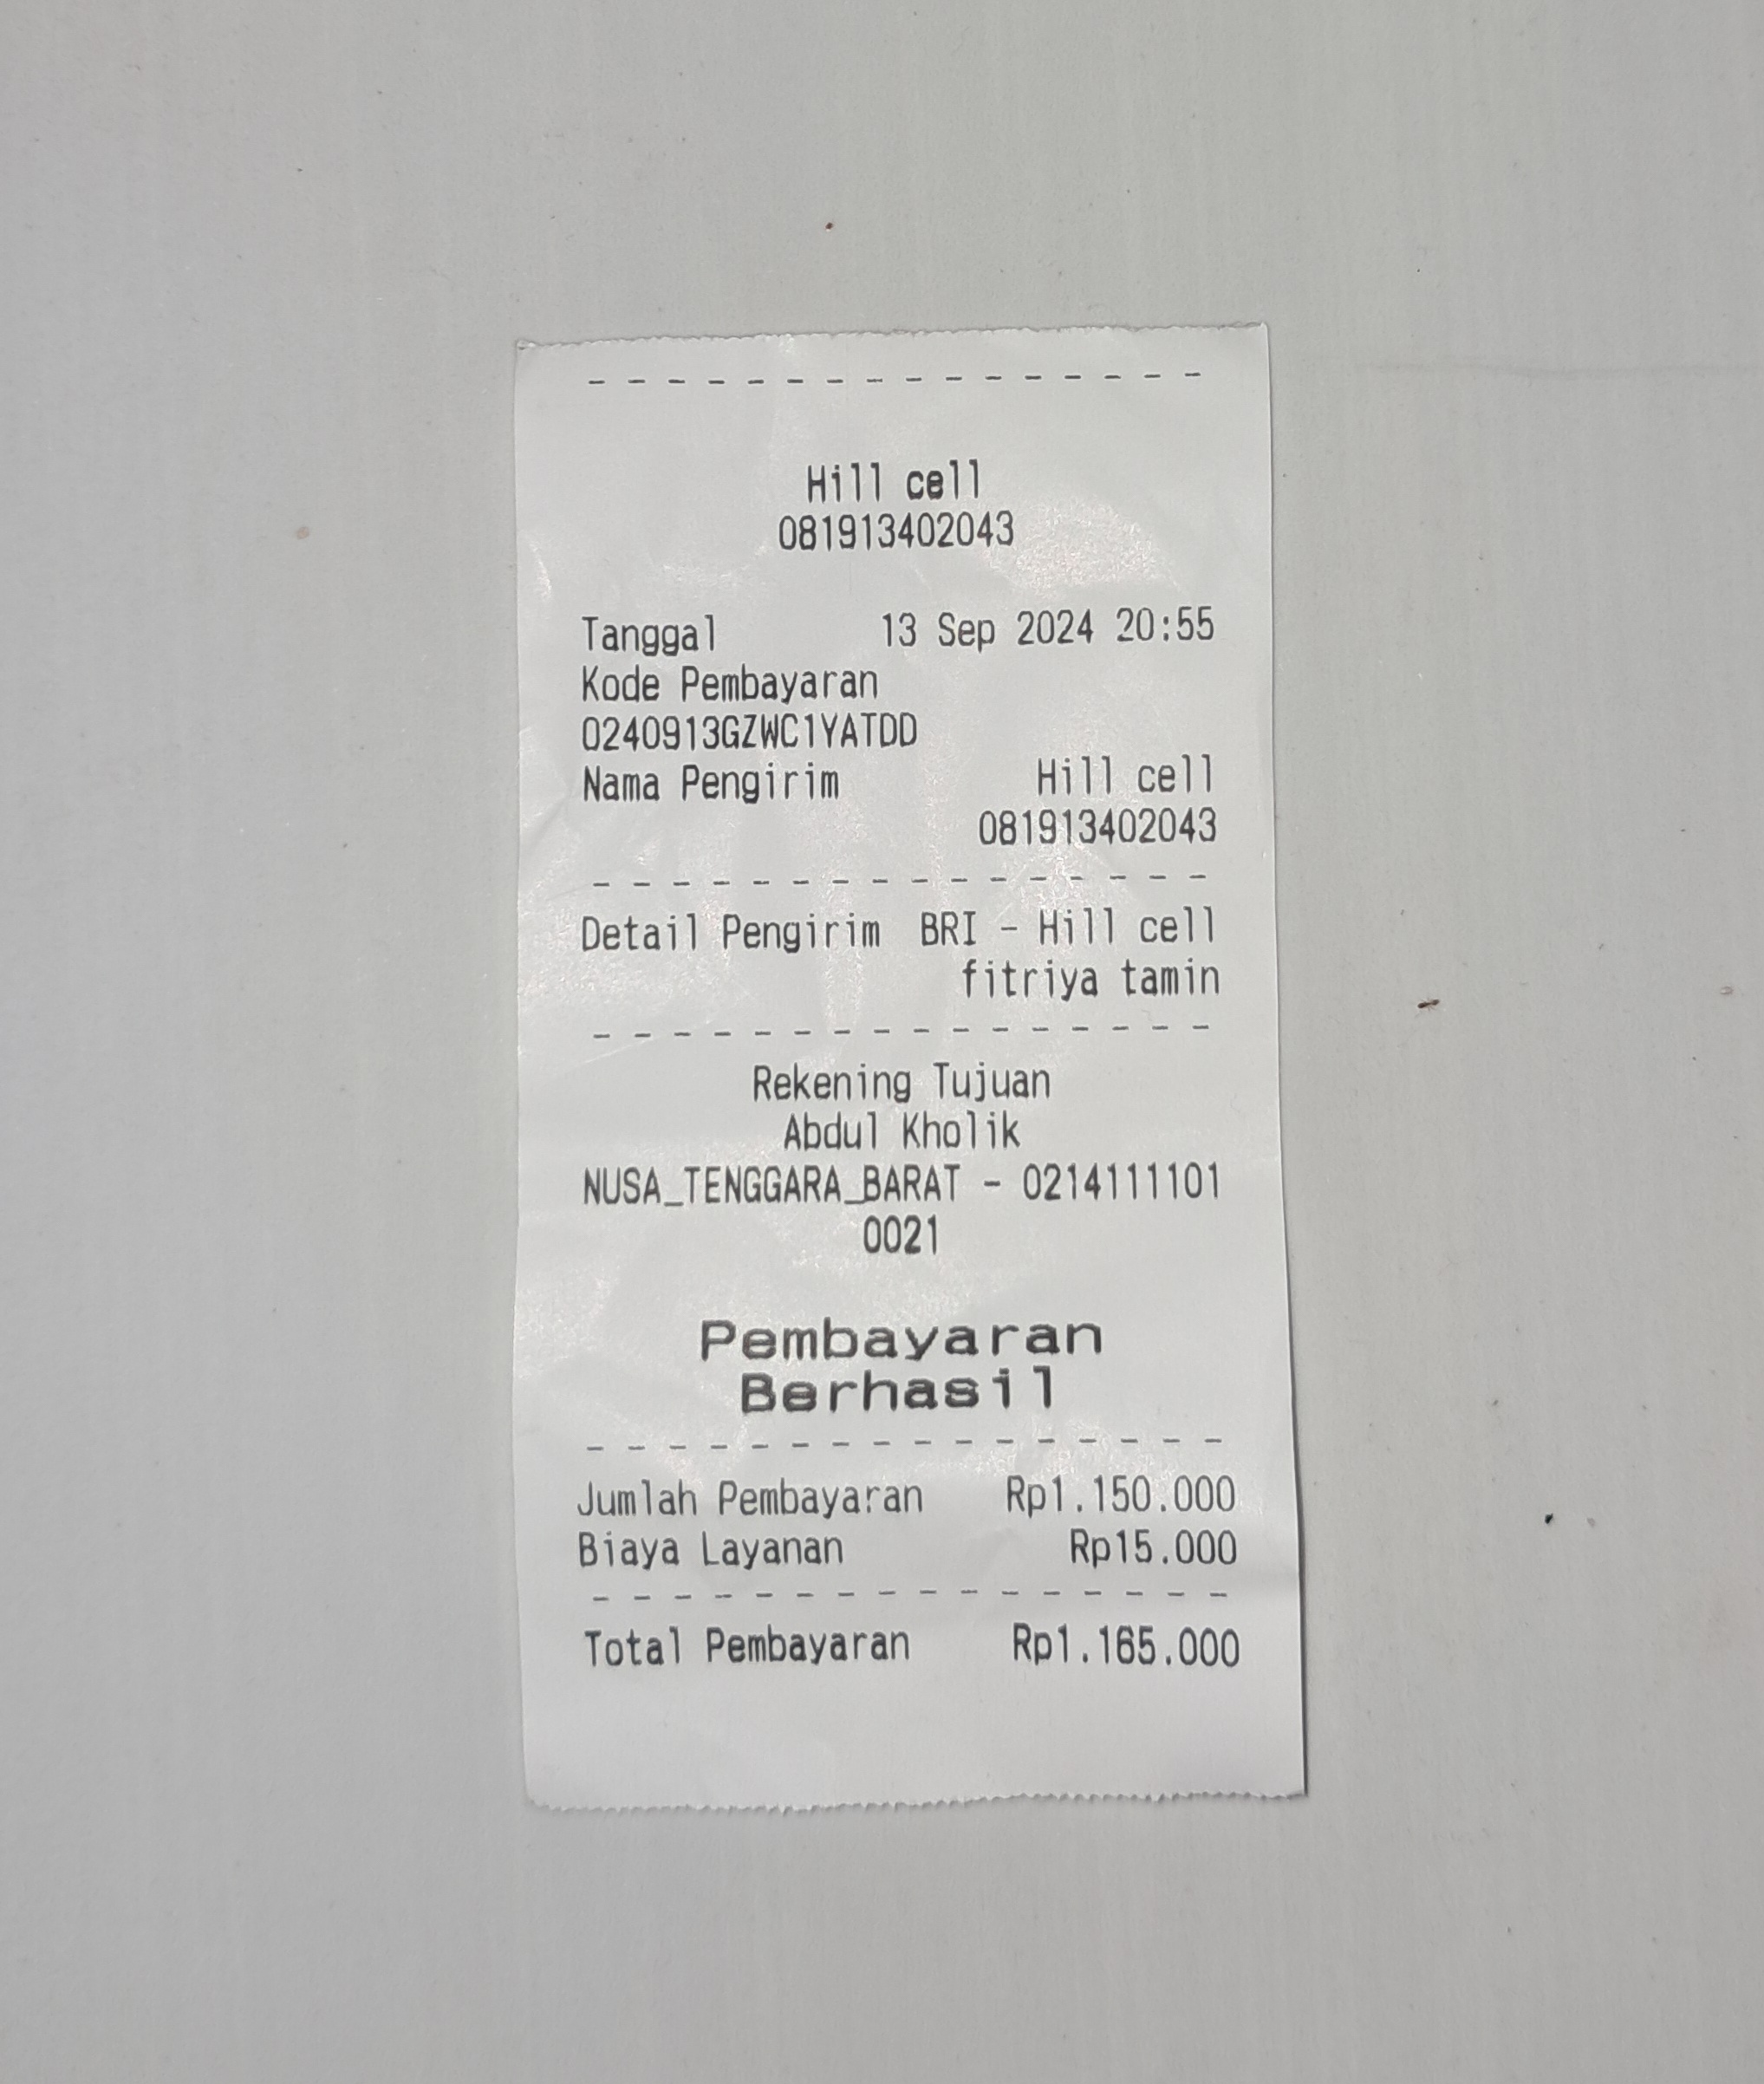 Hill cell
081913402043
Tanggal 13 Sep 2024 20:55
Kode Pembayaran
0240913GZWC1YATDD
Nama Pengirim Hill cell
081913402043
Detail Pengirim BRI - Hill cell
fitriya tamin
Rekening Tujuan
Abdul Kholik
NUSA_TENGGARA_BARAT - 0214111101
0021
Pembayaran
Berhasil
Jumlah Pembayaran Rp1.150.000
Biaya Layanan Rp15.000
Total Pembayaran Rp1.165.000